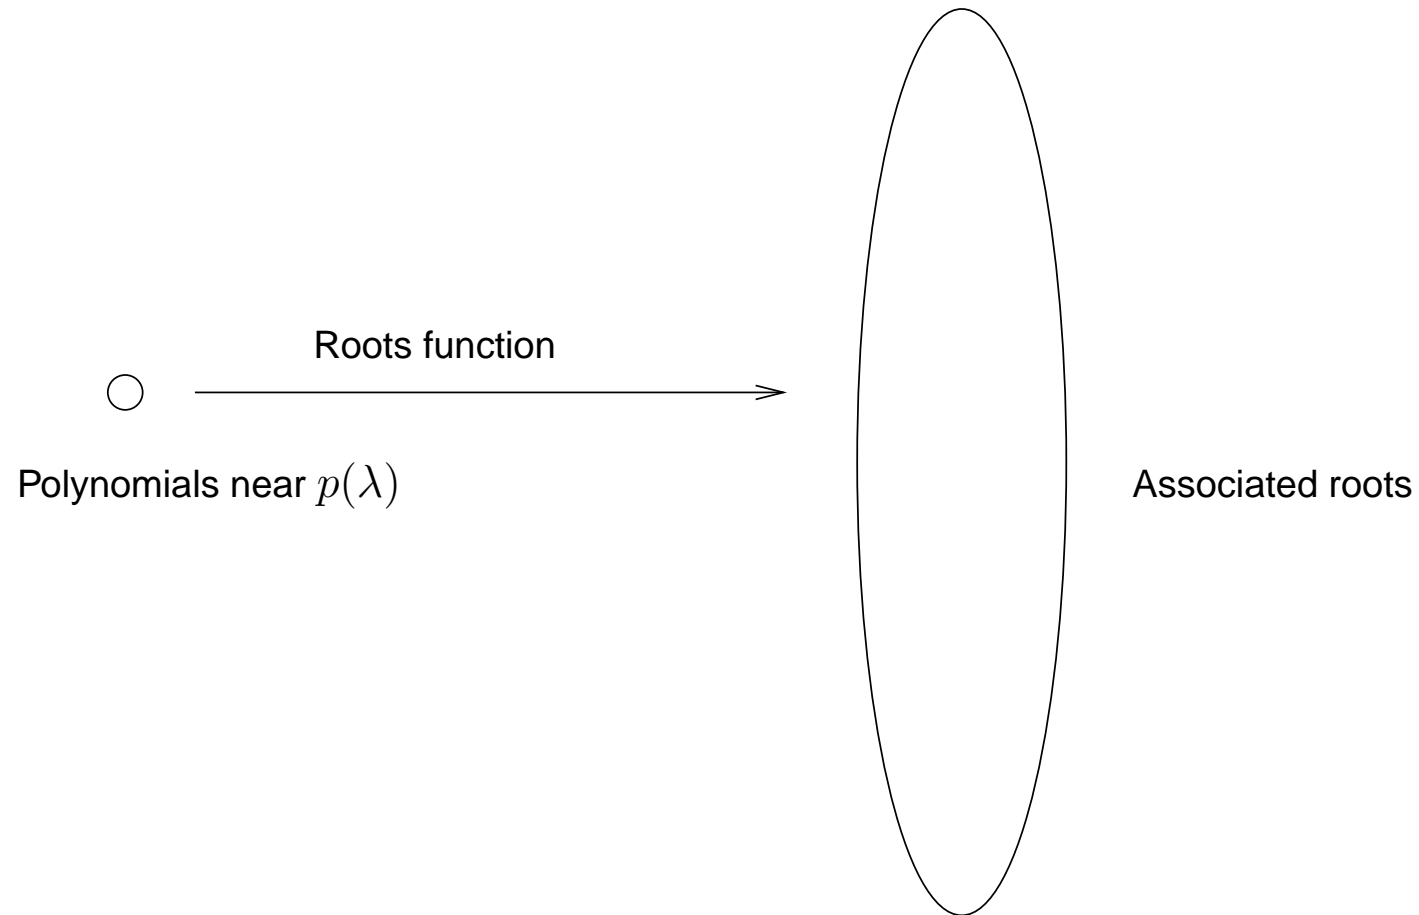 Roots function
Polynomials near p(λ)
Associated roots